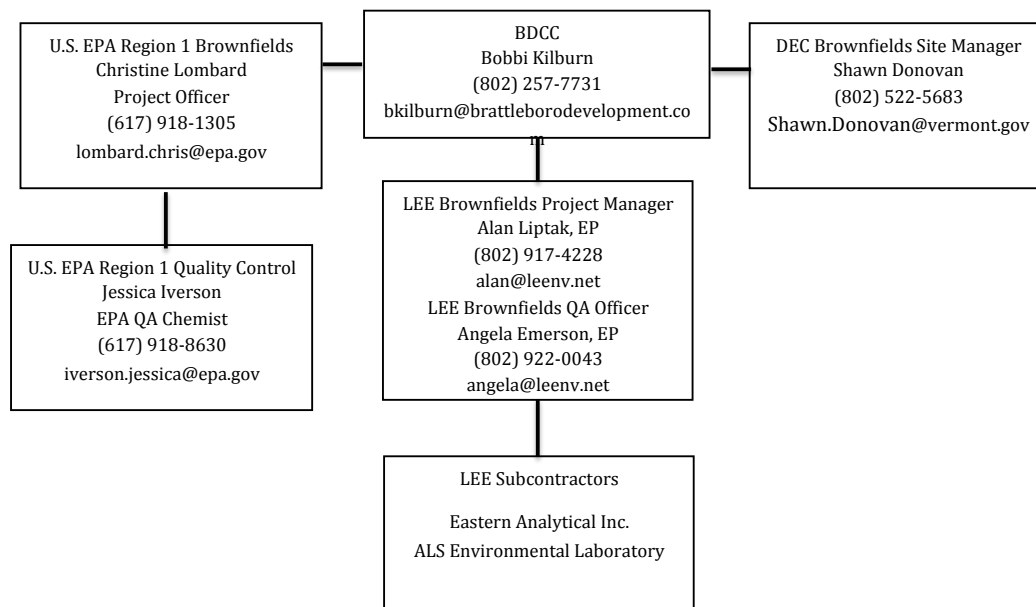 U.S. EPA Region 1 Brownfields
Christine Lombard
Project Officer
(617) 918-1305
lombard.chris@epa.gov
BDCC
Bobbi Kilburn
(802) 257-7731
bkilburn@brattleborodevelopment.co
m
DEC Brownfields Site Manager
Shawn Donovan
(802) 522-5683
Shawn.Donovan@vermont.gov
U.S. EPA Region 1 Quality Control
Jessica Iverson
EPA QA Chemist
(617) 918-8630
iverson.jessica@epa.gov
LEE Brownfields Project Manager
Alan Liptak, EP
(802) 917-4228
alan@leenv.net
LEE Brownfields QA Officer
Angela Emerson, EP
(802) 922-0043
angela@leenv.net
LEE Subcontractors
Eastern Analytical Inc.
ALS Environmental Laboratory